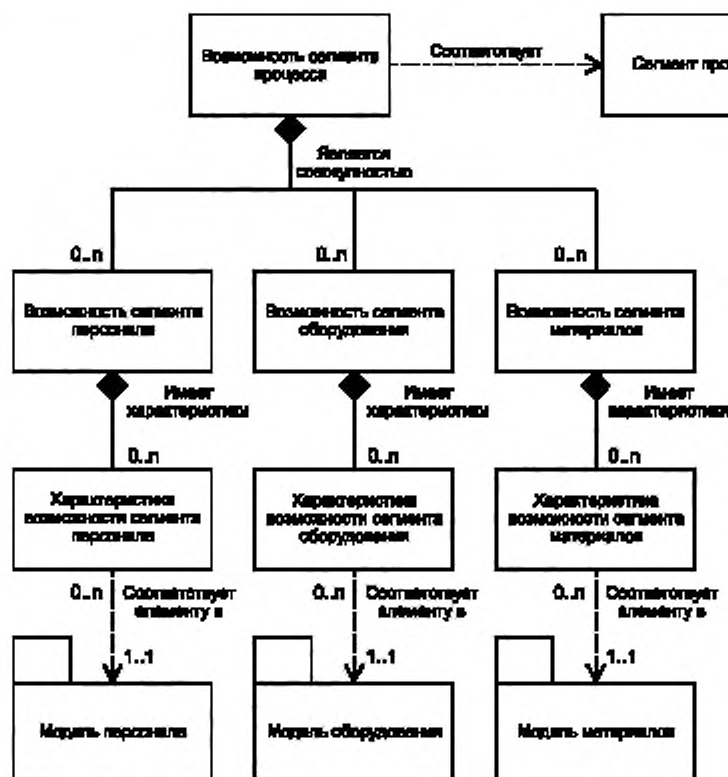 Возможность сегмента
процесса
Соответствует
Сегмент про
Является
совокупностью
0..n
0..n
0..n
Возможность сегмента
персонала
Возможность сегмента
оборудования
Возможность сегмента
материалов
Имеет
характеристики
Имеет
характеристики
Имеет
характеристики
0..n
0..n
0..n
Характеристика
возможности сегмента
персонала
Характеристика
возможности сегмента
оборудования
Характеристика
возможности сегмента
материалов
0..n
Соответствует
элементу в
0..n
Соответствует
элементу в
0..n
Соответствует
элементу в
1..1
1..1
1..1
Модель персонала
Модель оборудования
Модель материалов